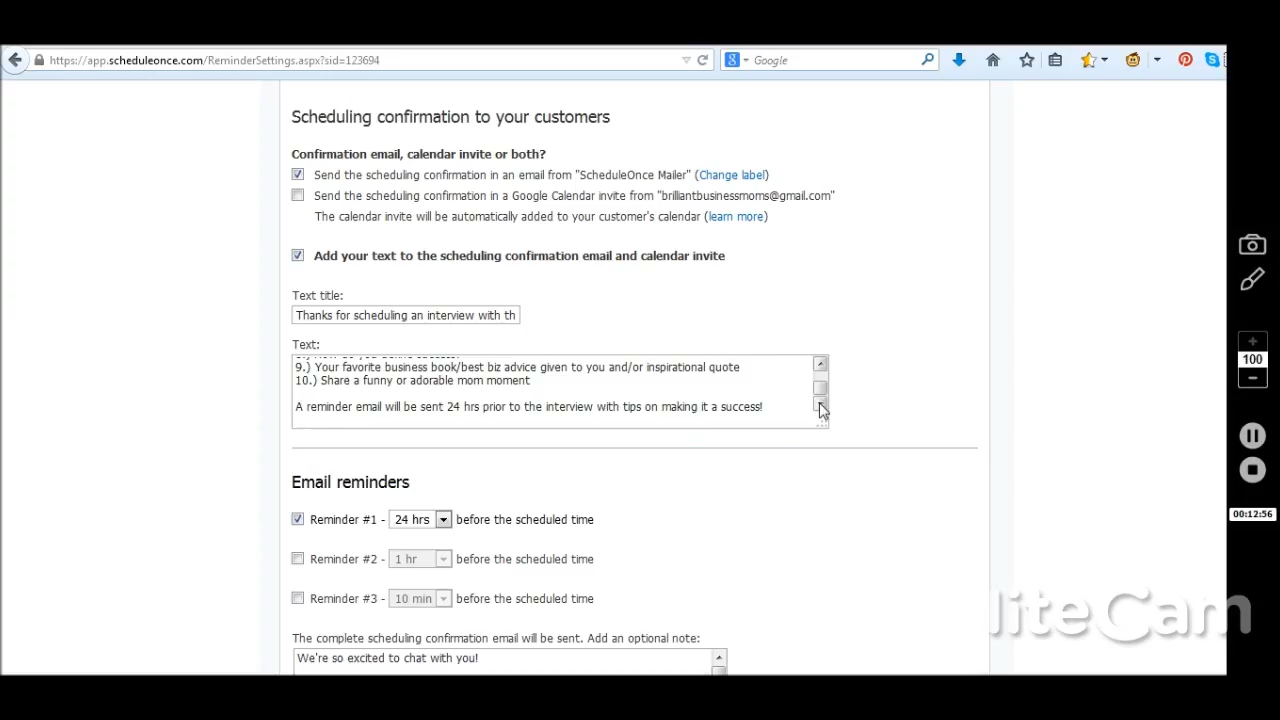 https://app.scheduleonce.com/ReminderSettings.aspx?sid=123694
Google
Scheduling confirmation to your customers
Confirmation email, calendar invite or both?
Send the scheduling confirmation in an email from "ScheduleOnce Mailer" (Change label)
Send the scheduling confirmation in a Google Calendar invite from "brilliantbusinessmoms@gmail.com"
The calendar invite will be automatically added to your customer's calendar (learn more)
Add your text to the scheduling confirmation email and calendar invite
Text title:
Thanks for scheduling an interview with th
Text:
9.) Your favorite business book/best biz advice given to you and/or inspirational quote
10.) Share a funny or adorable mom moment
A reminder email will be sent 24 hrs prior to the interview with tips on making it a success!
Email reminders
Reminder #1 - 24 hrs before the scheduled time
Reminder #2 - 1 hr before the scheduled time
Reminder #3 - 10 min before the scheduled time
The complete scheduling confirmation email will be sent. Add an optional note:
We're so excited to chat with you!
100
00:12:56
liteCam